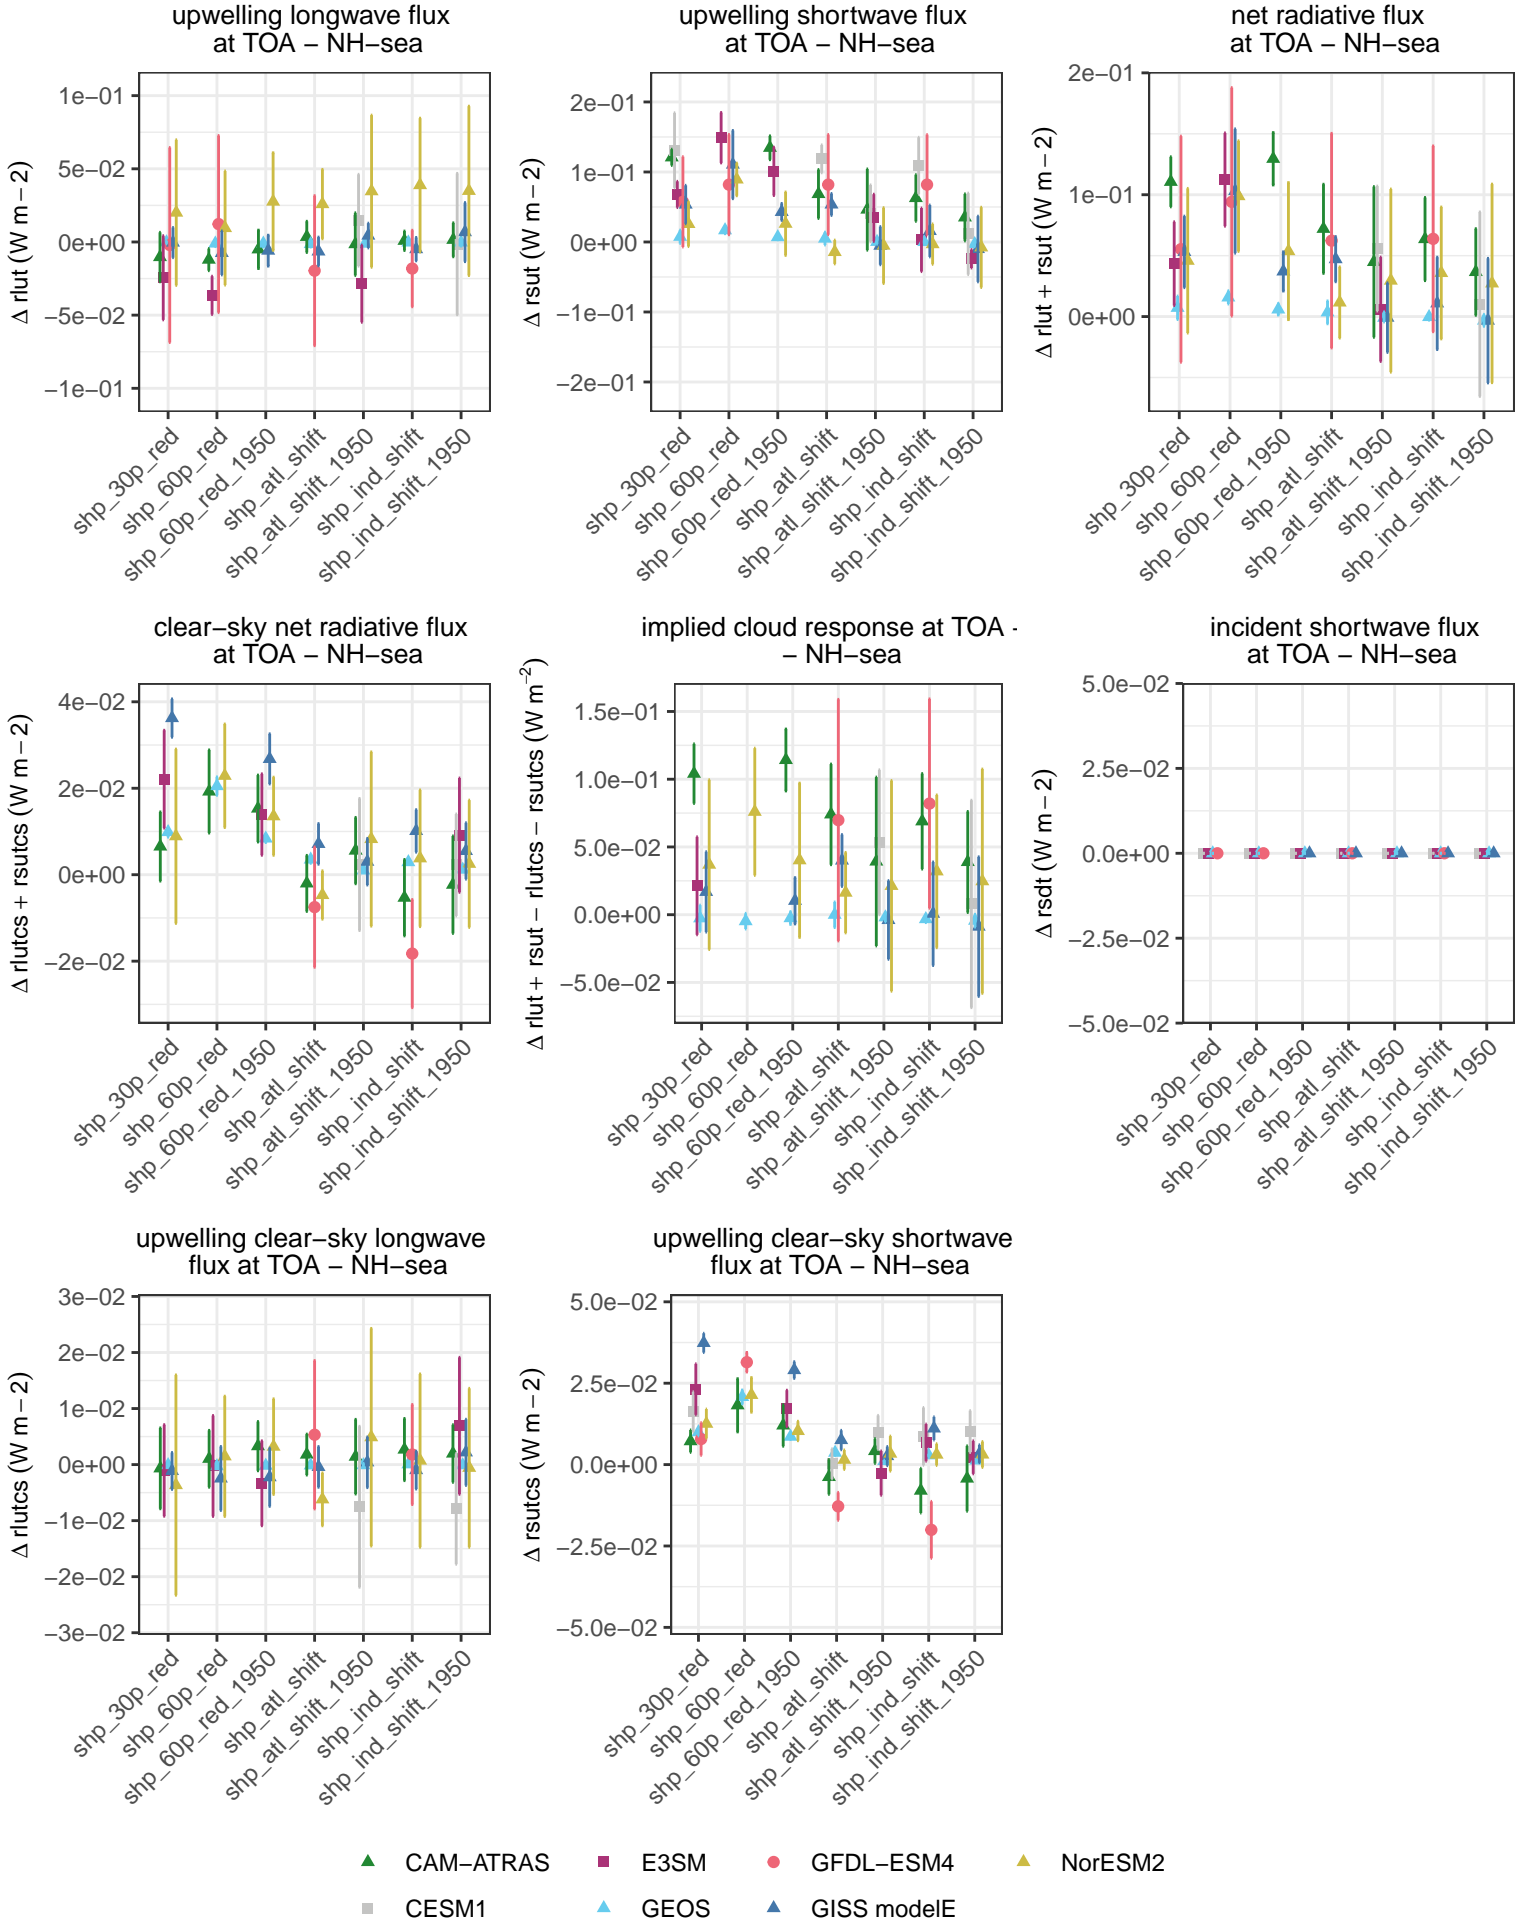 upwelling longwave flux
at TOA − NH−sea
Δ rlut (W m−2)
1e−01
5e−02
0e+00
−5e−02
−1e−01
shp_30p_red
shp_60p_red
shp_60p_red_1950
shp_atl_shift
shp_atl_shift_1950
shp_ind_shift
shp_ind_shift_1950
upwelling shortwave flux
at TOA − NH−sea
Δ rsut (W m−2)
2e−01
1e−01
0e+00
−1e−01
−2e−01
shp_30p_red
shp_60p_red
shp_60p_red_1950
shp_atl_shift
shp_atl_shift_1950
shp_ind_shift
shp_ind_shift_1950
net radiative flux
at TOA − NH−sea
Δ rlut + rsut (W m−2)
2e−01
1e−01
0e+00
shp_30p_red
shp_60p_red
shp_60p_red_1950
shp_atl_shift
shp_atl_shift_1950
shp_ind_shift
shp_ind_shift_1950
clear−sky net radiative flux
at TOA − NH−sea
Δ rlutcs + rsutcs (W m−2)
4e−02
2e−02
0e+00
−2e−02
shp_30p_red
shp_60p_red
shp_60p_red_1950
shp_atl_shift
shp_atl_shift_1950
shp_ind_shift
shp_ind_shift_1950
implied cloud response at TOA -
− NH−sea
Δ rlut + rsut − rlutcs − rsutcs (W m⁻²)
1.5e−01
1.0e−01
5.0e−02
0.0e+00
−5.0e−02
shp_30p_red
shp_60p_red
shp_60p_red_1950
shp_atl_shift
shp_atl_shift_1950
shp_ind_shift
shp_ind_shift_1950
incident shortwave flux
at TOA − NH−sea
Δ rsdt (W m−2)
5.0e−02
2.5e−02
0.0e+00
−2.5e−02
−5.0e−02
shp_30p_red
shp_60p_red
shp_60p_red_1950
shp_atl_shift
shp_atl_shift_1950
shp_ind_shift
shp_ind_shift_1950
upwelling clear−sky longwave
flux at TOA − NH−sea
Δ rlutcs (W m−2)
3e−02
2e−02
1e−02
0e+00
−1e−02
−2e−02
−3e−02
shp_30p_red
shp_60p_red
shp_60p_red_1950
shp_atl_shift
shp_atl_shift_1950
shp_ind_shift
shp_ind_shift_1950
upwelling clear−sky shortwave
flux at TOA − NH−sea
Δ rsutcs (W m−2)
5.0e−02
2.5e−02
0.0e+00
−2.5e−02
−5.0e−02
shp_30p_red
shp_60p_red
shp_60p_red_1950
shp_atl_shift
shp_atl_shift_1950
shp_ind_shift
shp_ind_shift_1950
CAM−ATRAS E3SM GFDL−ESM4 NorESM2
CESM1 GEOS GISS modelE